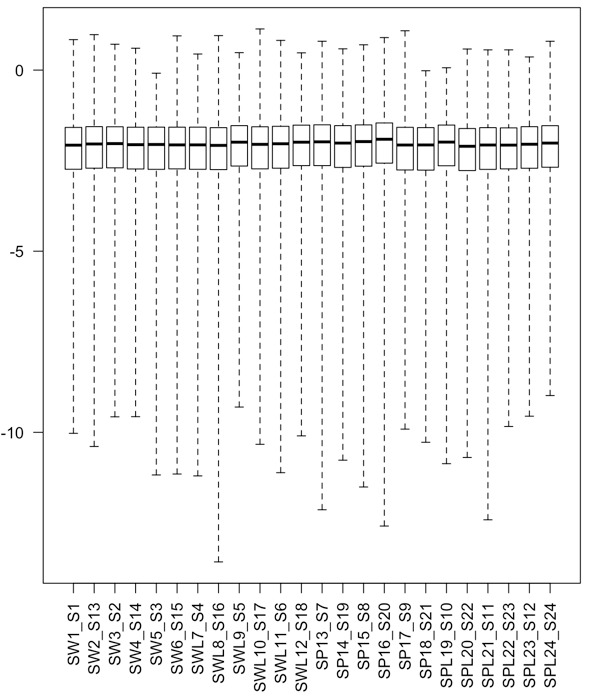 0
-5
-10
SW1_S1
SW2_S13
SW3_S2
SW4_S14
SW5_S3
SW6_S15
SWL7_S4
SWL8_S16
SWL9_S5
SWL10_S17
SWL11_S6
SWL12_S18
SP13_S7
SP14_S19
SP15_S8
SP16_S20
SP17_S9
SP18_S21
SPL19_S10
SPL20_S22
SPL21_S11
SPL22_S23
SPL23_S12
SPL24_S24